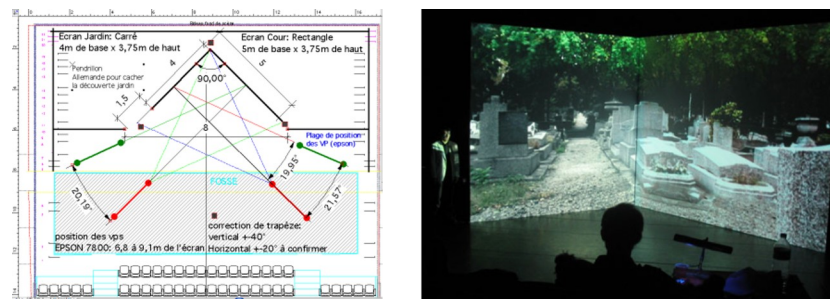 Ecran Jardin: Carré
4m de base x 3,75m de haut
Ecran Cour: Rectangle
5m de base x 3,75m de haut
Pendrillon
Allemande pour cacher
la découverte jardin
4
5
90,00°
1,5
8
Plage de position
des VP (epson)
19,95°
20,19°
21,57°
FOSSE
position des vps
EPSON 7800: 6,8 à 9,1m de l'écran
correction de trapèze:
vertical +-40°
Horizontal +-20° à confirmer